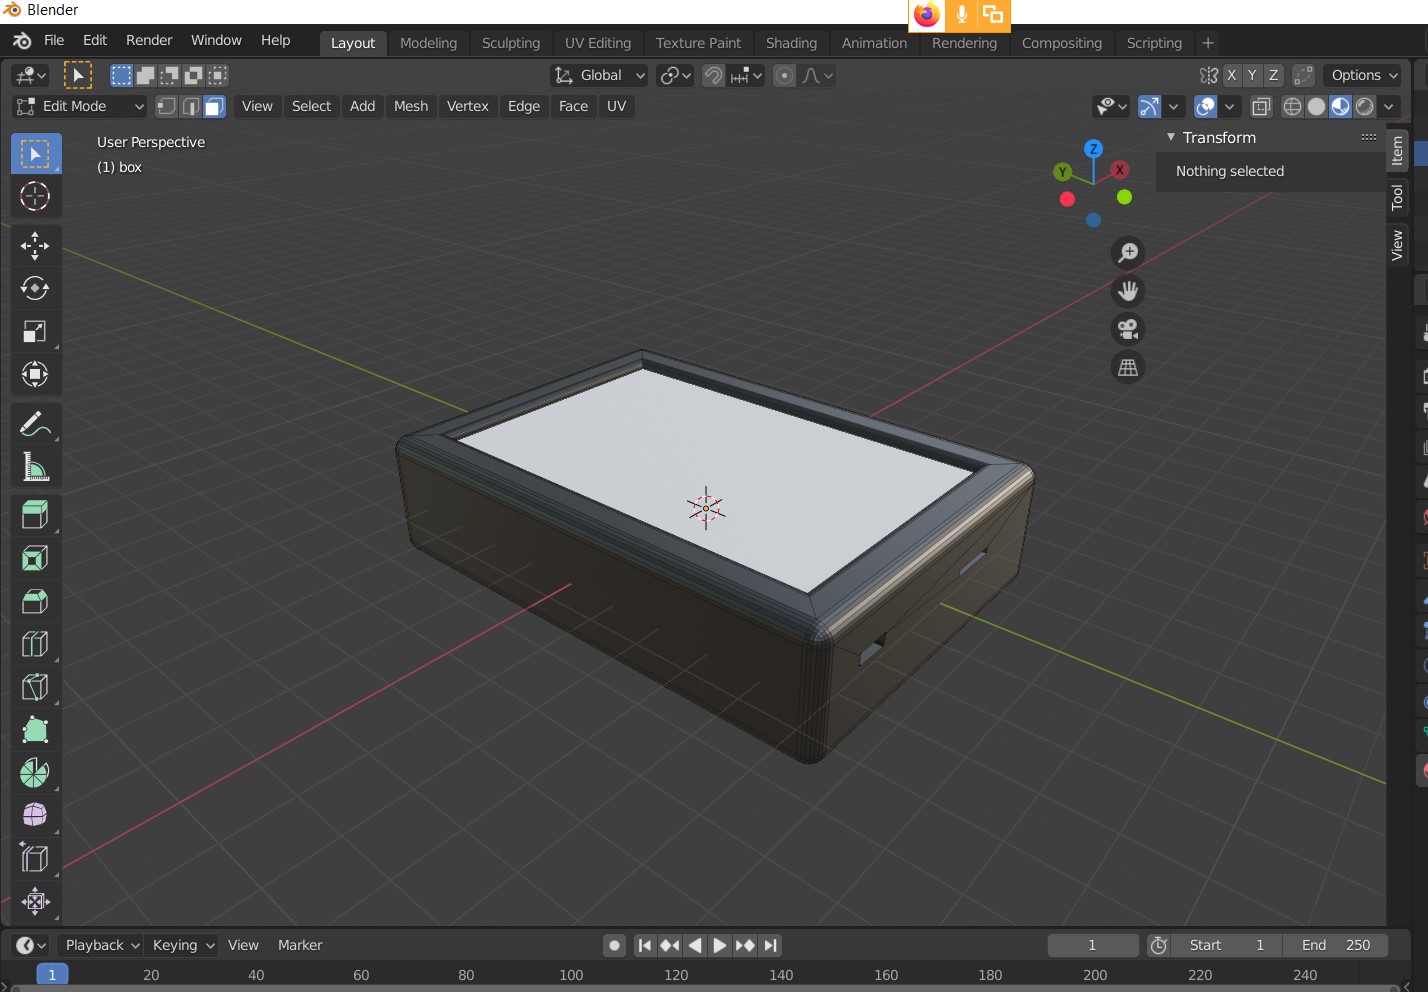 Blender
File Edit Render Window Help Layout Modeling Sculpting UV Editing Texture Paint Shading Animation Rendering Compositing Scripting +
Global X Y Z Options
Edit Mode View Select Add Mesh Vertex Edge Face UV
User Perspective
(1) box
Z
Y
X
Transform
Nothing selected
Item
Tool
View
Playback Keying View Marker 1 Start 1 End 250
1 20 40 60 80 100 120 140 160 180 200 220 240